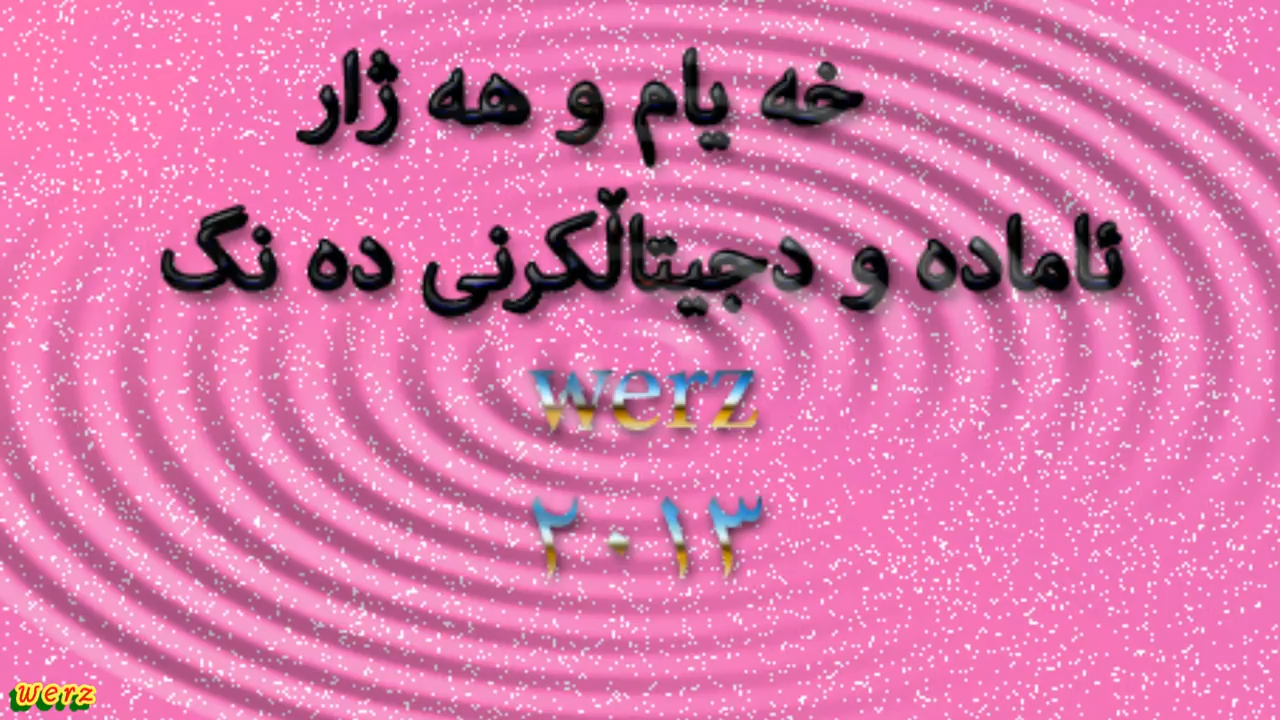 خه یام و هه ژار
ئاماده و دجیتاڵکرنی ده نگ
werz
٢٠١٣
werz